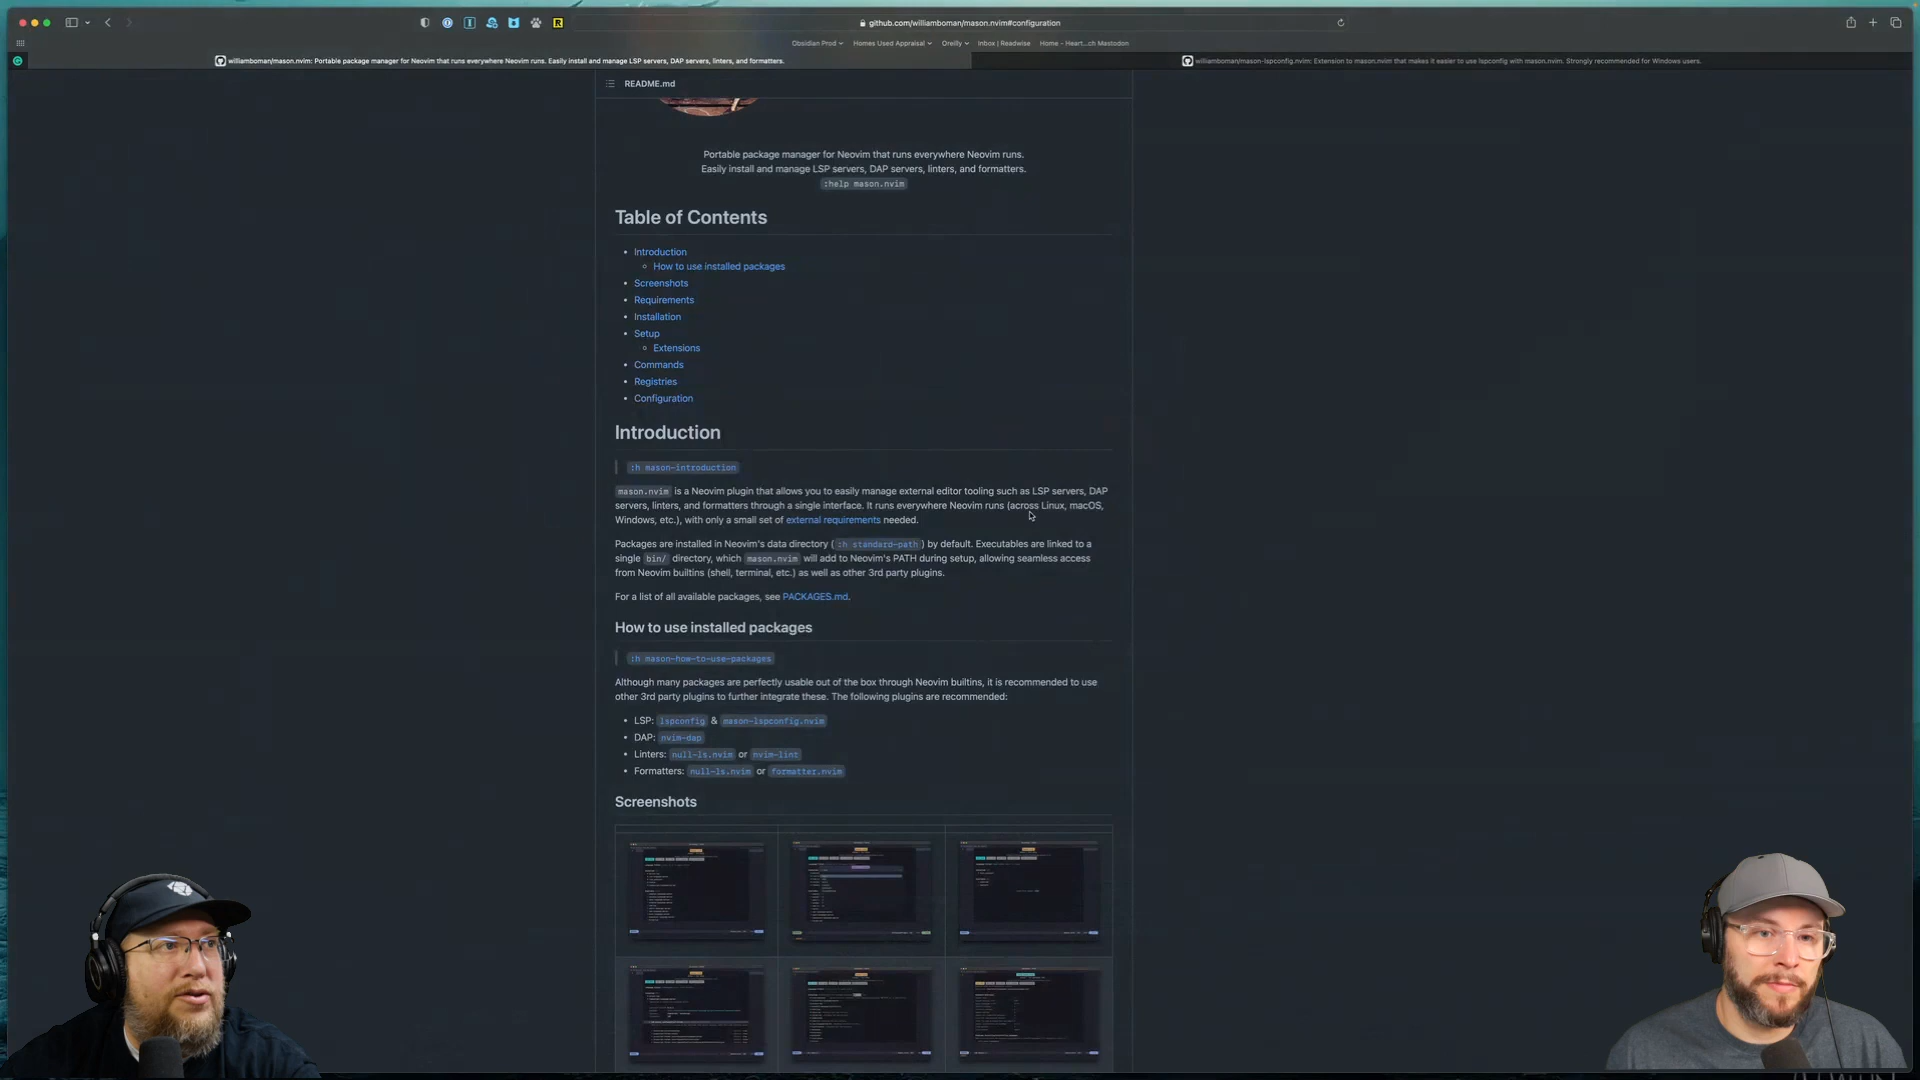 github.com/williamboman/mason.nvim#configuration
Obsidian Prod
Homes Used Appraisal
Oreilly
Inbox | Readwise
Home - Heart...ch Mastodon
williamboman/mason.nvim: Portable package manager for Neovim that runs everywhere Neovim runs. Easily install and manage LSP servers, DAP servers, linters, and formatters.
williamboman/mason-lspconfig.nvim: Extension to mason.nvim that makes it easier to use lspconfig with mason.nvim. Strongly recommended for Windows users.
README.md
Portable package manager for Neovim that runs everywhere Neovim runs.
Easily install and manage LSP servers, DAP servers, linters, and formatters.
:help mason.nvim
Table of Contents
Introduction
How to use installed packages
Screenshots
Requirements
Installation
Setup
Extensions
Commands
Registries
Configuration
Introduction
:h mason-introduction
mason.nvim is a Neovim plugin that allows you to easily manage external editor tooling such as LSP servers, DAP
servers, linters, and formatters through a single interface. It runs everywhere Neovim runs (across Linux, macOS,
Windows, etc.), with only a small set of external requirements needed.
Packages are installed in Neovim's data directory ( :h standard-path ) by default. Executables are linked to a
single bin/ directory, which mason.nvim will add to Neovim's PATH during setup, allowing seamless access
from Neovim builtins (shell, terminal, etc.) as well as other 3rd party plugins.
For a list of all available packages, see PACKAGES.md.
How to use installed packages
:h mason-how-to-use-packages
Although many packages are perfectly usable out of the box through Neovim builtins, it is recommended to use
other 3rd party plugins to further integrate these. The following plugins are recommended:
LSP: lspconfig & mason-lspconfig.nvim
DAP: nvim-dap
Linters: null-ls.nvim or nvim-lint
Formatters: null-ls.nvim or formatter.nvim
Screenshots